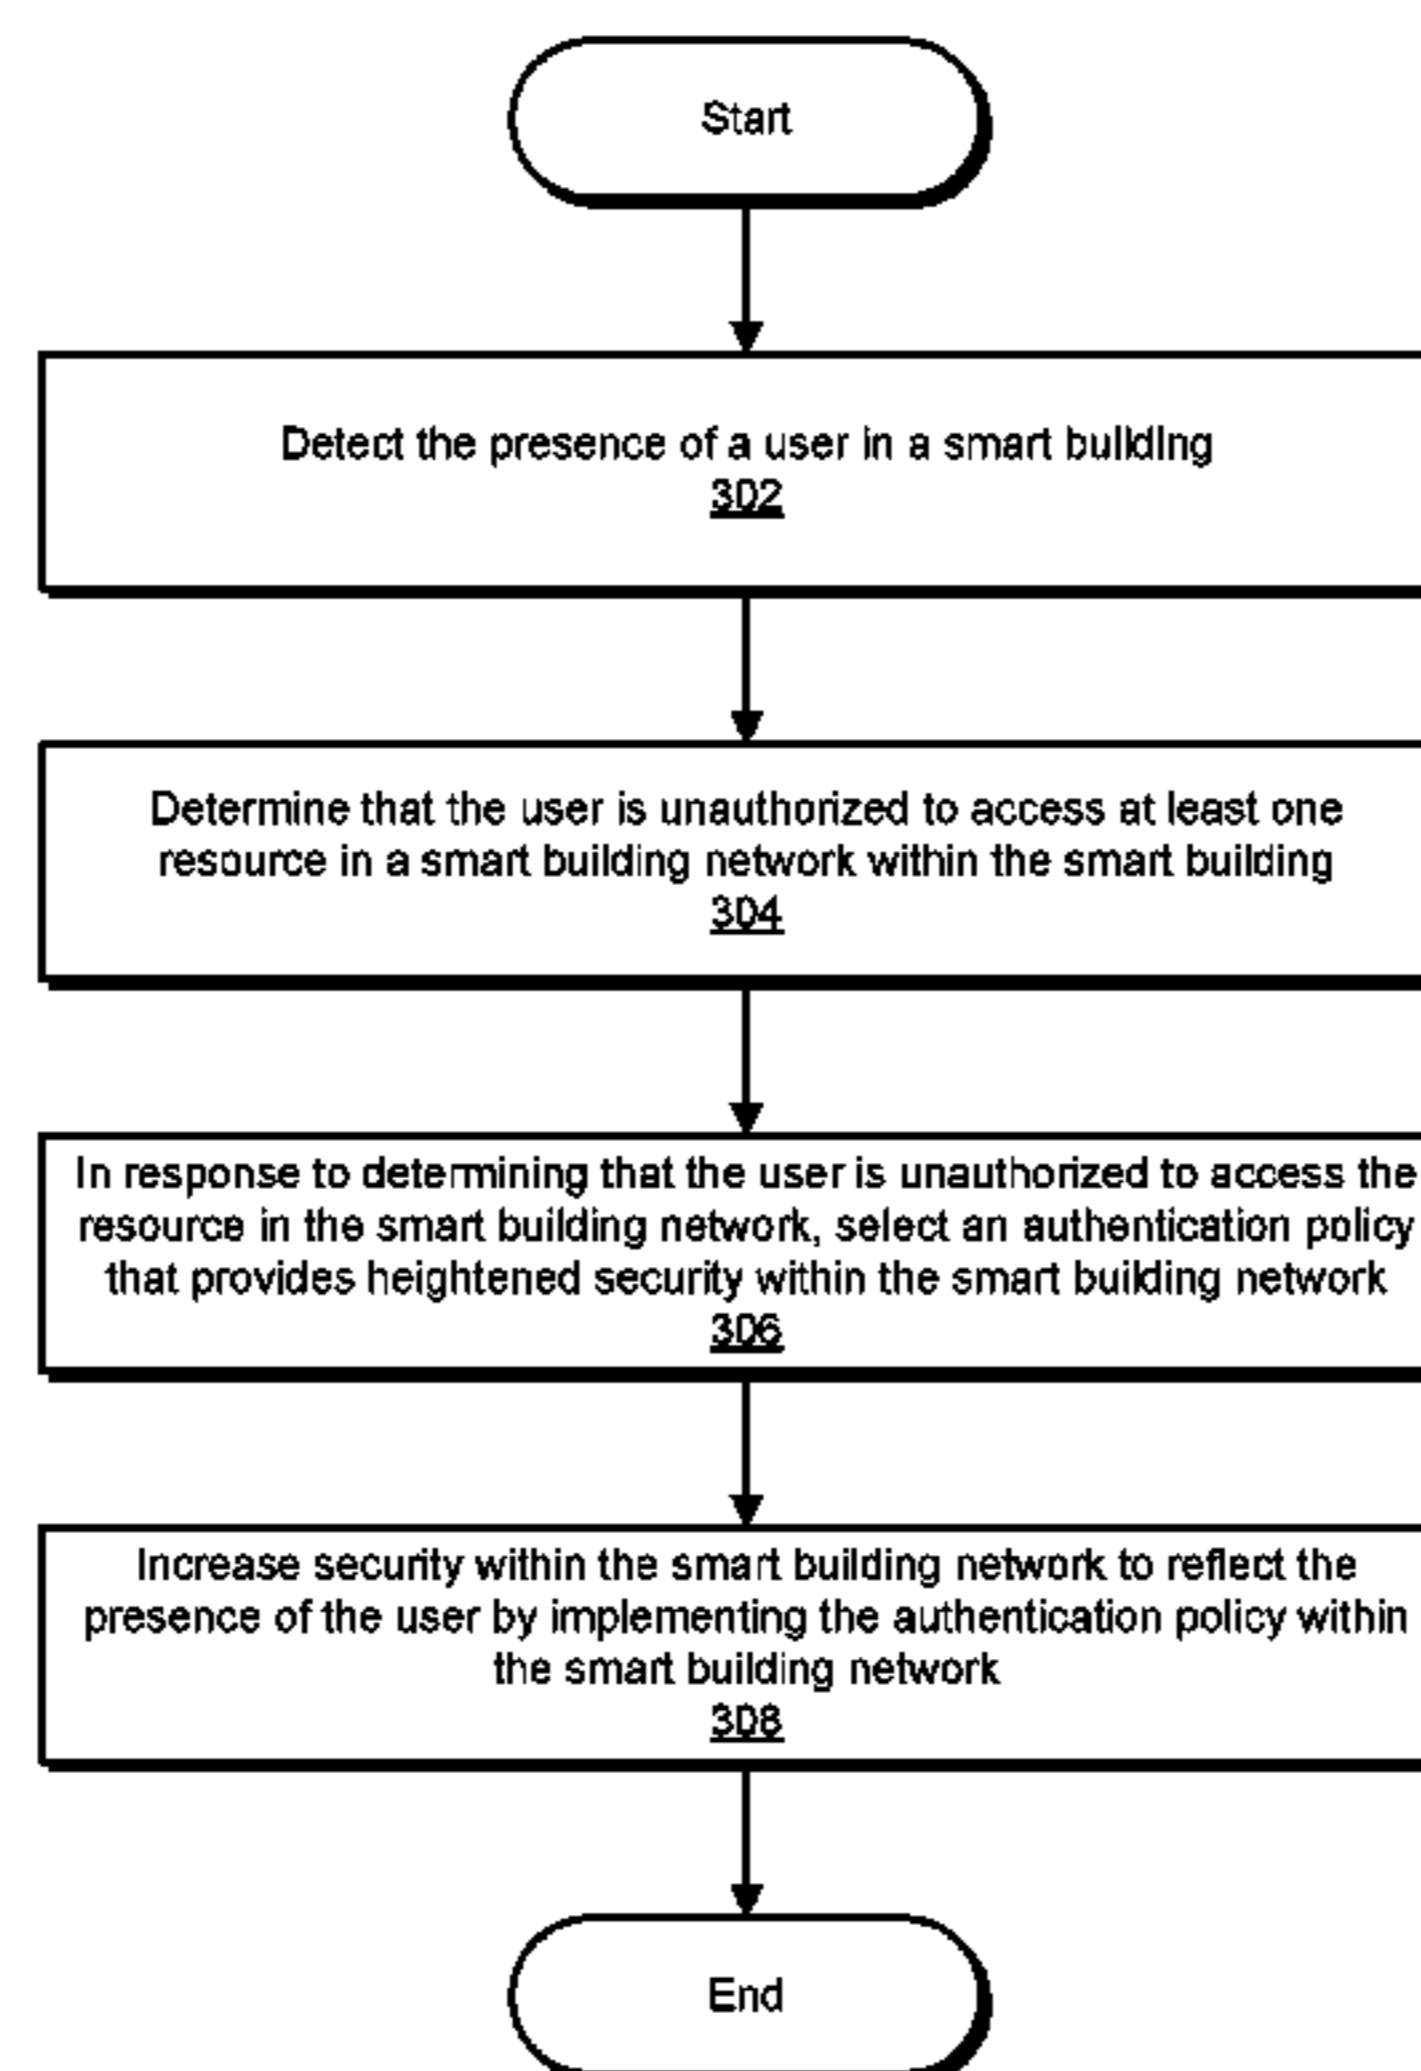 Start
Detect the presence of a user in a smart building
302
Determine that the user is unauthorized to access at least one
resource in a smart building network within the smart building
304
In response to determining that the user is unauthorized to access the
resource in the smart building network, select an authentication policy
that provides heightened security within the smart building network
306
Increase security within the smart building network to reflect the
presence of the user by implementing the authentication policy within
the smart building network
308
End